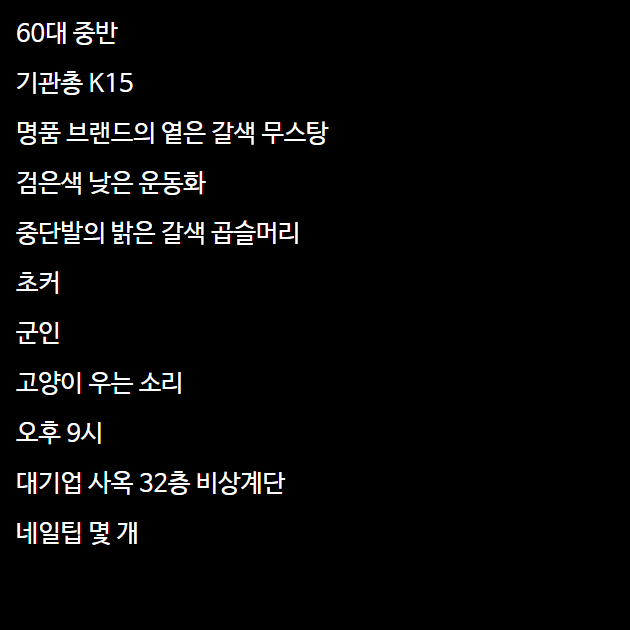 60대 중반
기관총 K15
명품 브랜드의 옅은 갈색 무스탕
검은색 낮은 운동화
중단발의 밝은 갈색 곱슬머리
초커
군인
고양이 우는 소리
오후 9시
대기업 사옥 32층 비상계단
네일팁 몇 개